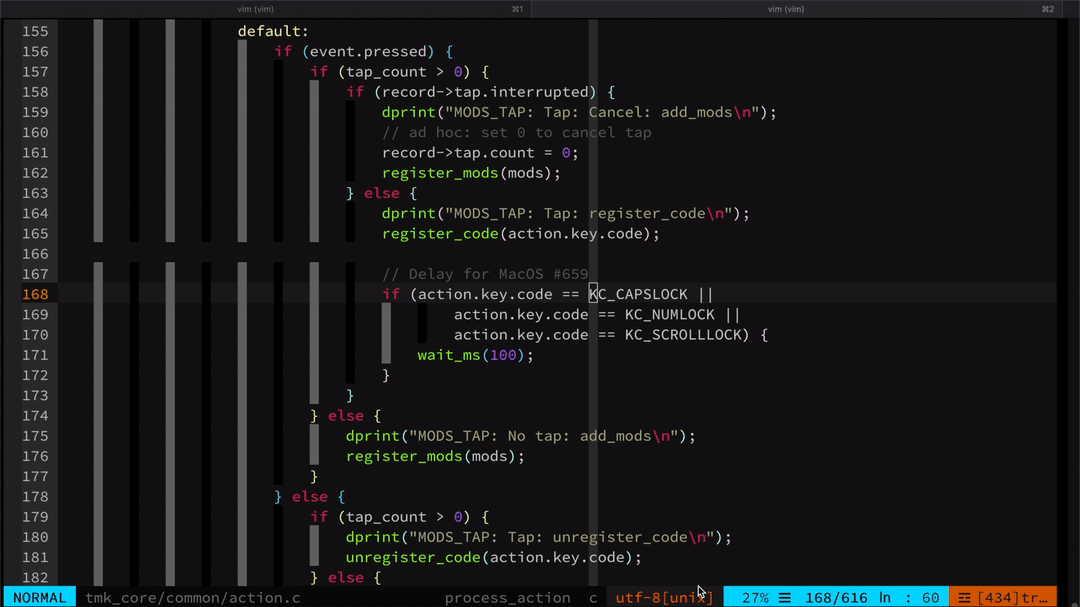 vim (vim) ⌘1 vim (vim) ⌘2
155 default:
156 if (event.pressed) {
157 if (tap_count > 0) {
158 if (record->tap.interrupted) {
159 dprint("MODS_TAP: Tap: Cancel: add_mods\n");
160 // ad hoc: set 0 to cancel tap
161 record->tap.count = 0;
162 register_mods(mods);
163 } else {
164 dprint("MODS_TAP: Tap: register_code\n");
165 register_code(action.key.code);
166
167 // Delay for MacOS #659
168 if (action.key.code == KC_CAPSLOCK ||
169 action.key.code == KC_NUMLOCK ||
170 action.key.code == KC_SCROLLLOCK) {
171 wait_ms(100);
172 }
173 }
174 } else {
175 dprint("MODS_TAP: No tap: add_mods\n");
176 register_mods(mods);
177 }
178 } else {
179 if (tap_count > 0) {
180 dprint("MODS_TAP: Tap: unregister_code\n");
181 unregister_code(action.key.code);
182 } else {
NORMAL tmk_core/common/action.c process_action c utf-8[unix] 27% ☰ 168/616 ln : 60 ☲ [434]tr…